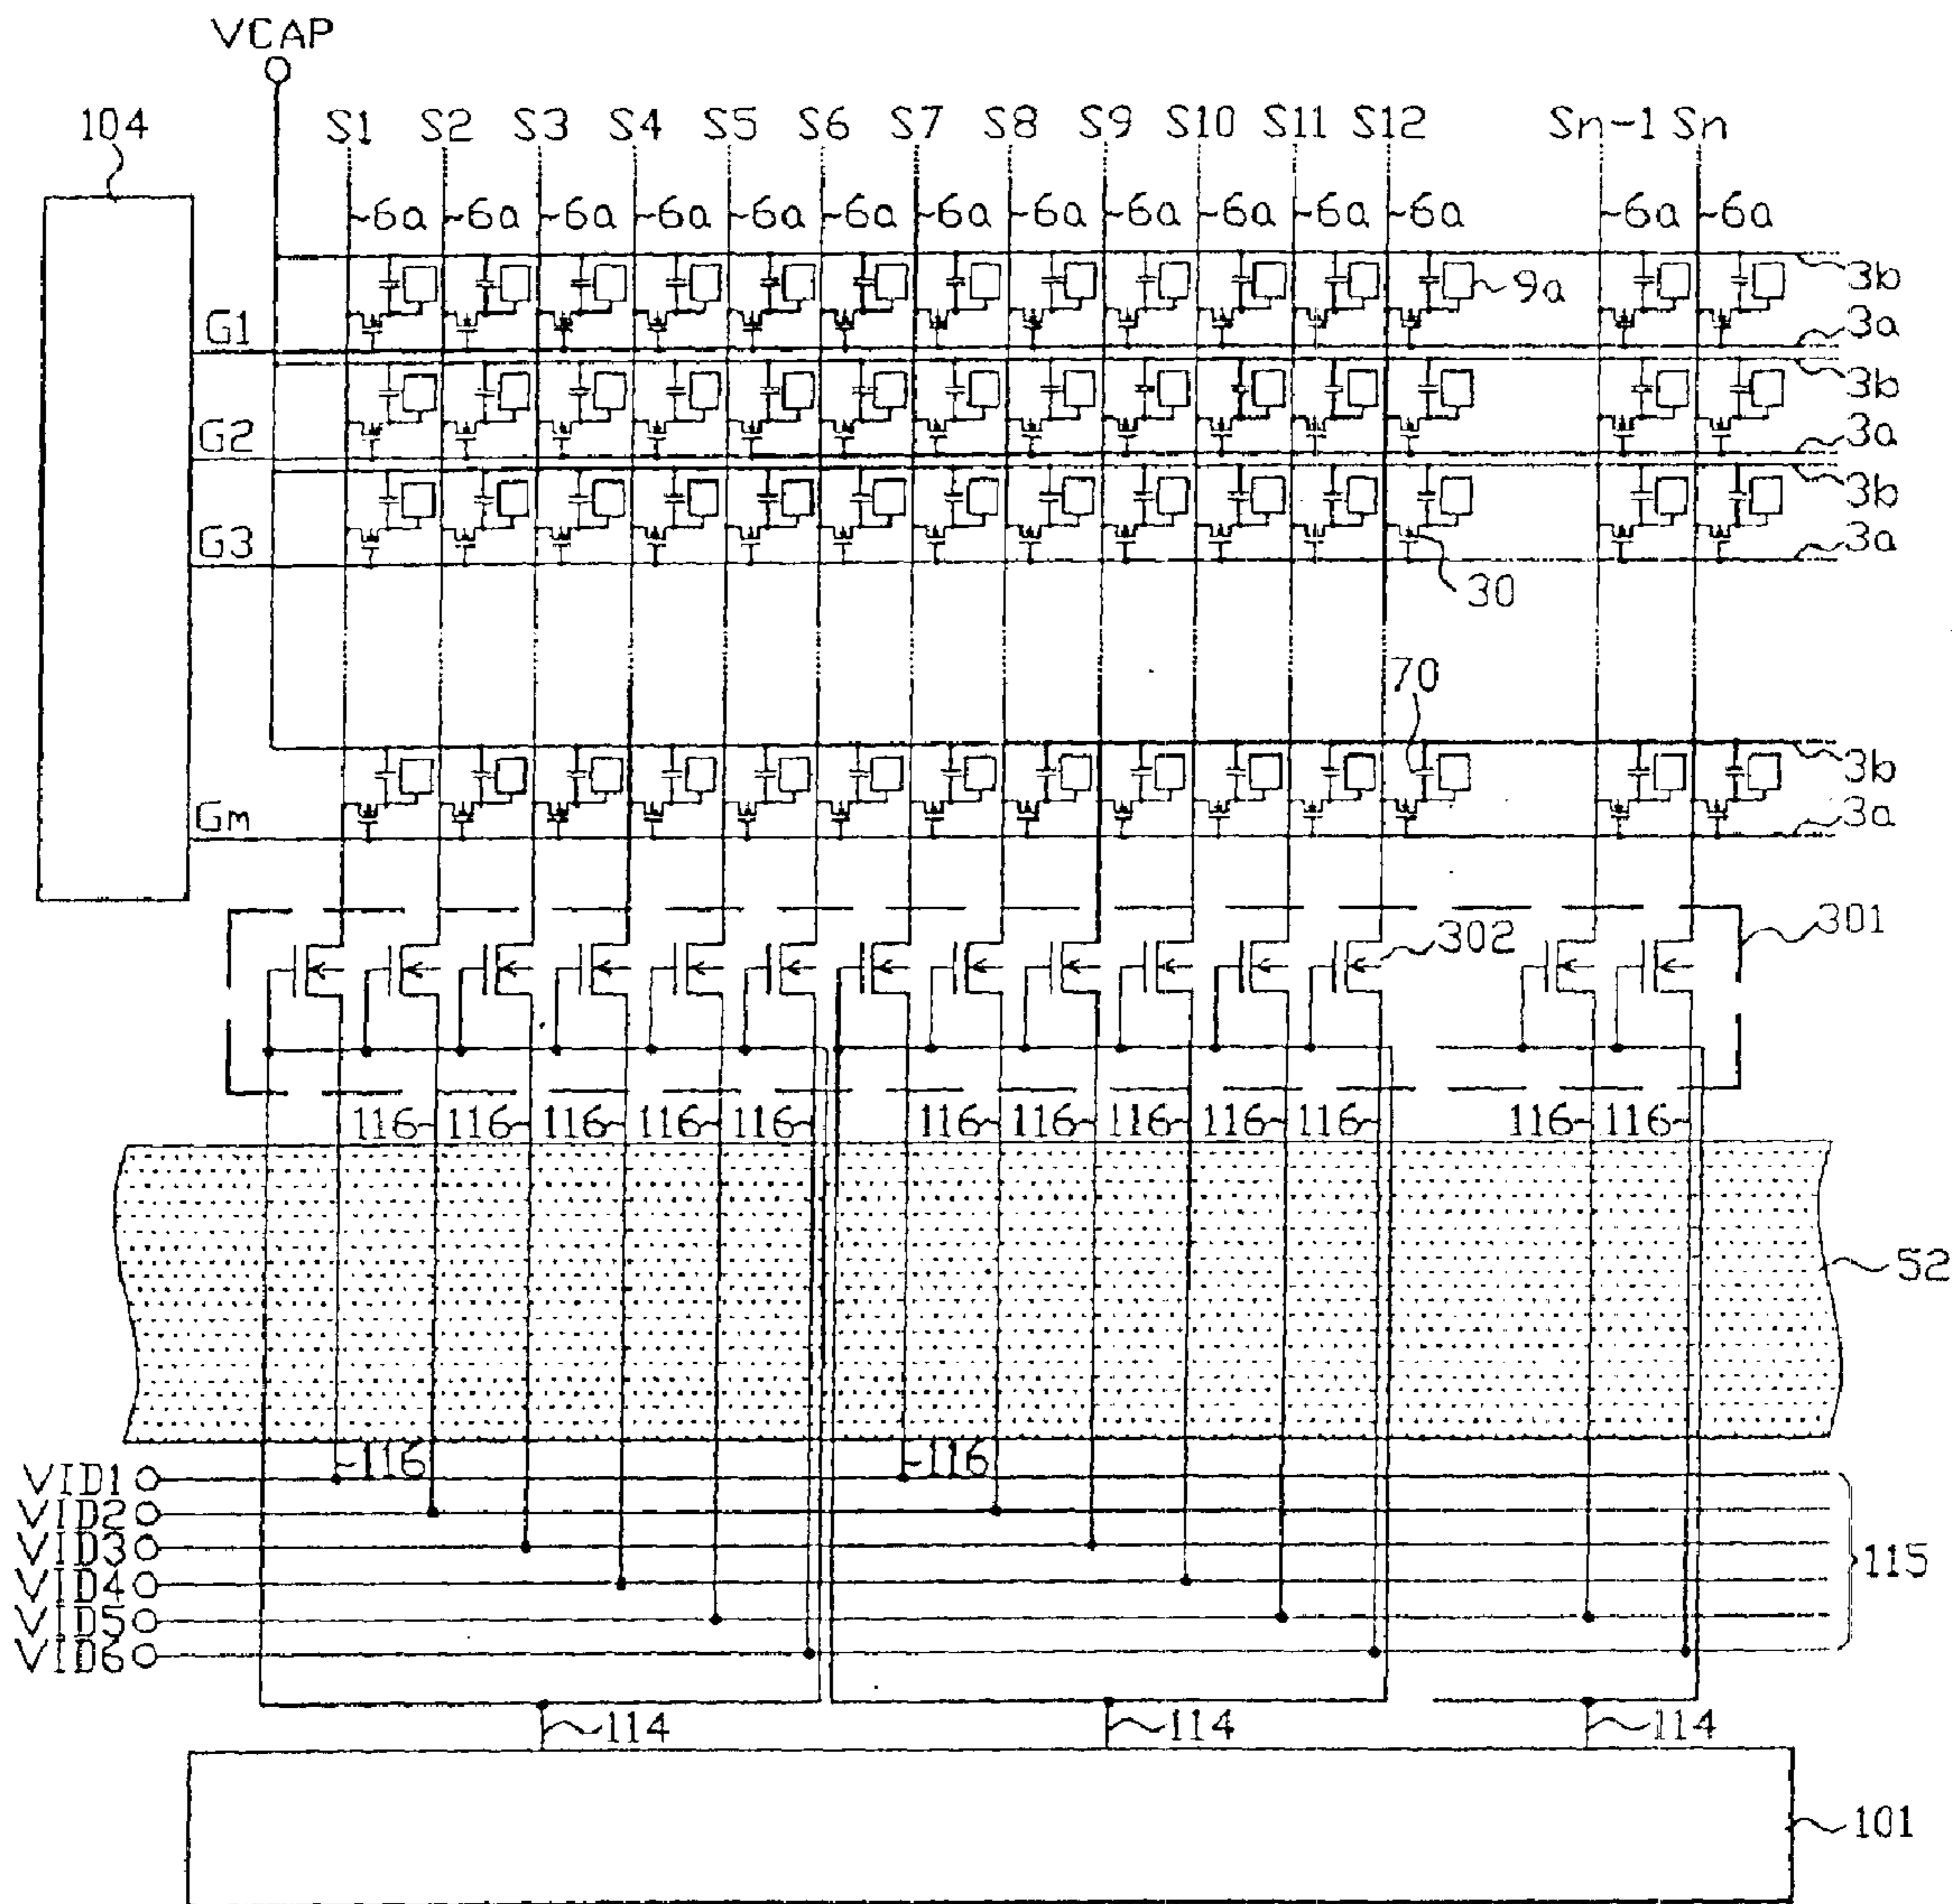 VCAP
104
S1 S2 S3 S4 S5 S6 S7 S8 S9 S10 S11 S12 Sn-1 Sn
6a 6a 6a 6a 6a 6a 6a 6a 6a 6a 6a 6a 6a 6a
3b
9a
G1
3a
3b
G2
3a
3b
G3
3a
30
70
3b
Gm
3a
302
301
116 116 116 116 116 116 116 116 116 116 116 116
52
116 116
VID1
VID2
VID3
VID4
115
VID5
VID6
114 114 114
101